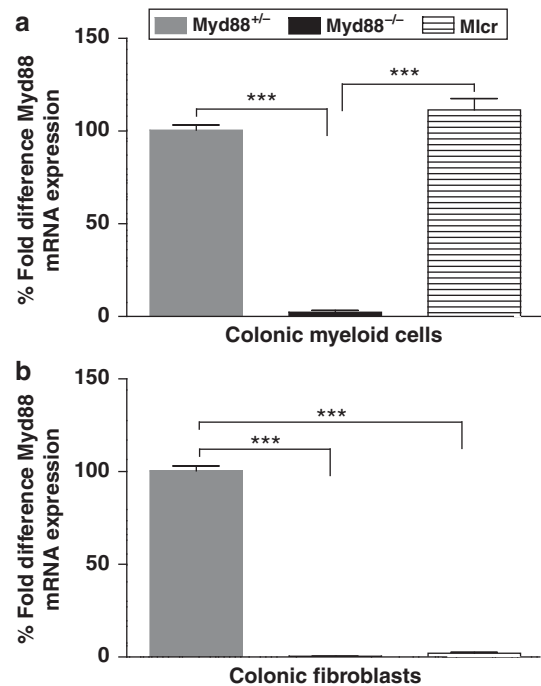 a
Myd88+/− Myd88−/− Mlcr
% Fold difference Myd88
mRNA expression
150
100
50
0
***
***
Colonic myeloid cells
b
% Fold difference Myd88
mRNA expression
150
100
50
0
***
***
Colonic fibroblasts